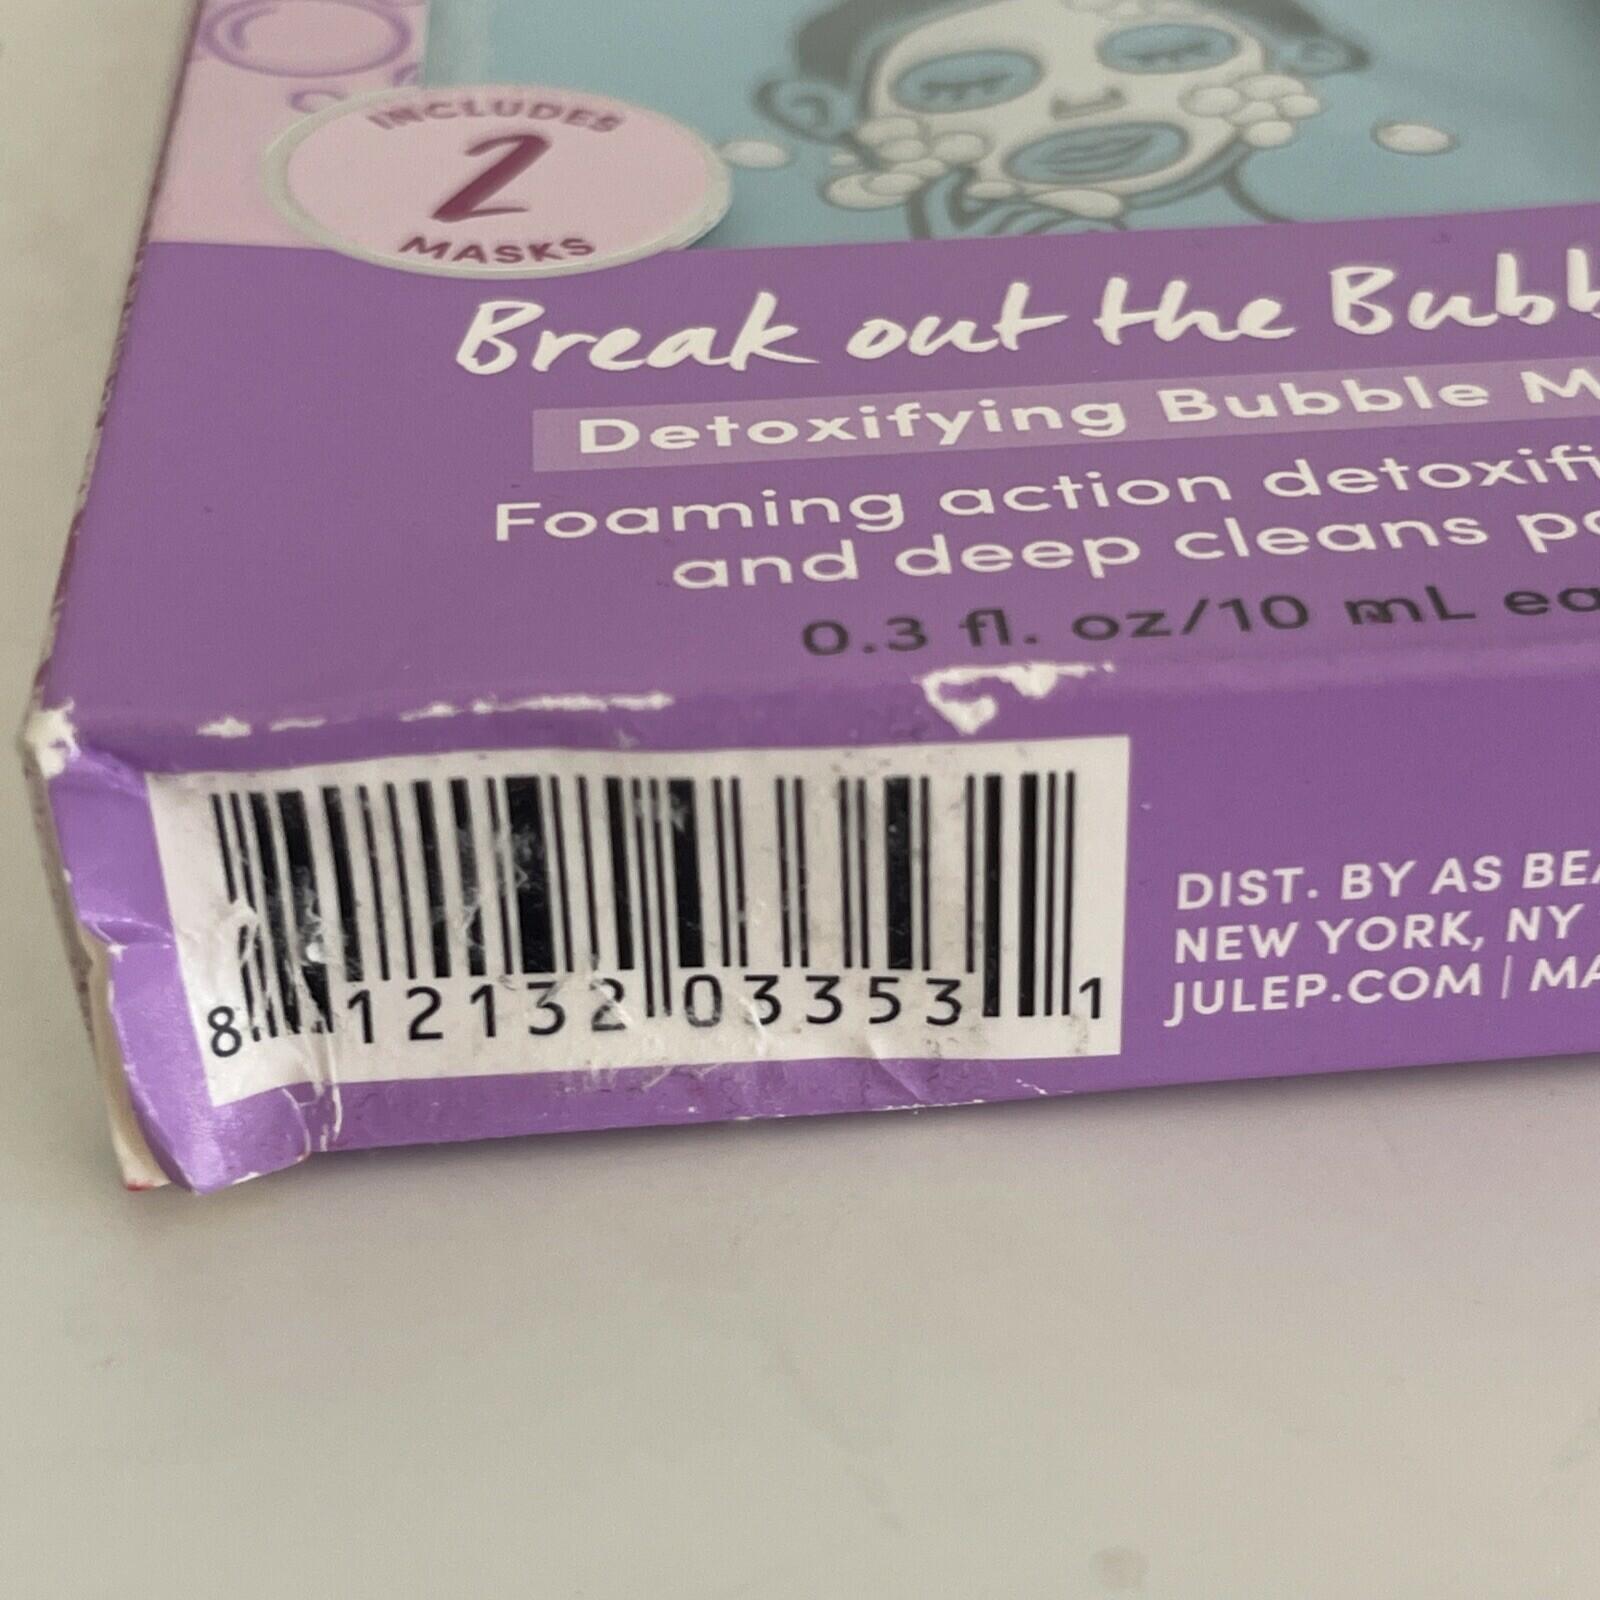 INCLUDES
2
MASKS
Break out the Bubb
Detoxifying Bubble M
Foaming action detoxifi
and deep cleans po
0.3 fl. oz/10 mL ea
8 12132 03353 1
DIST. BY AS BEA
NEW YORK, NY
JULEP.COM | MA